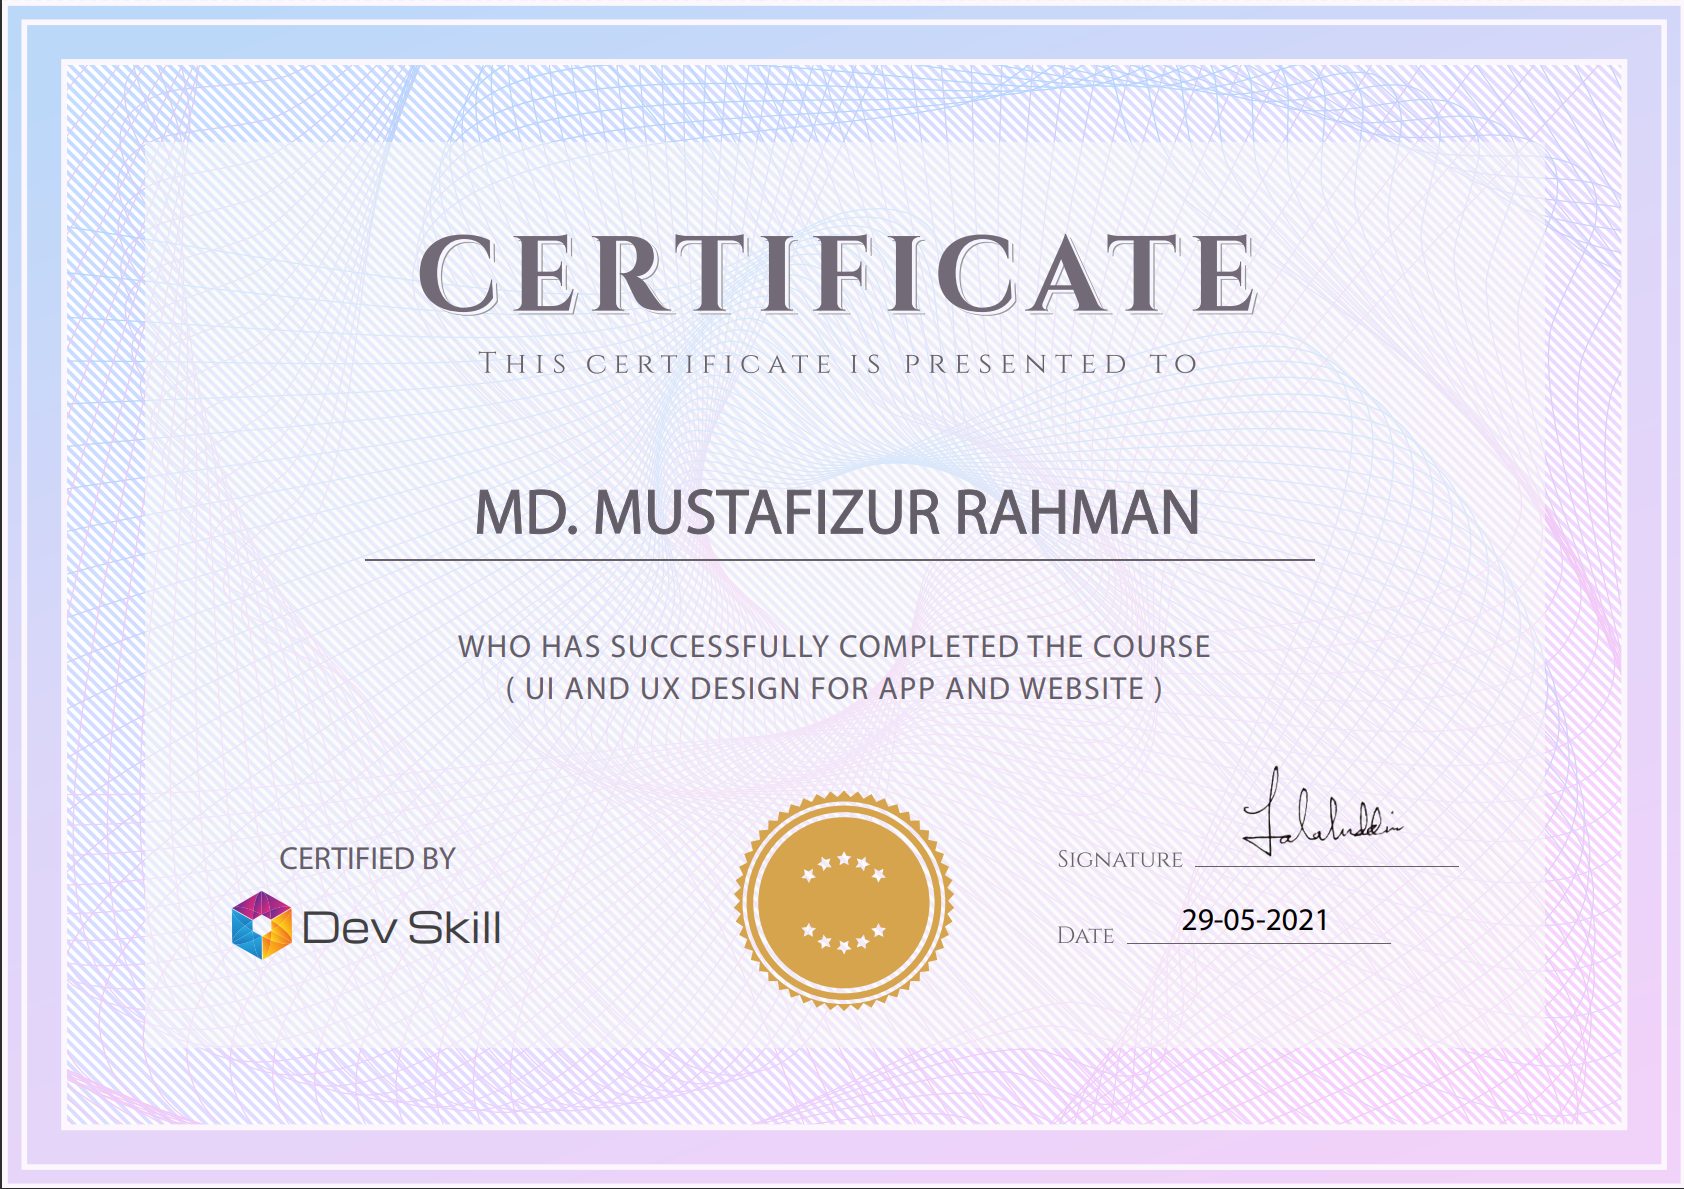 CERTIFICATE
THIS CERTIFICATE IS PRESENTED TO
MD. MUSTAFIZUR RAHMAN
WHO HAS SUCCESSFULLY COMPLETED THE COURSE
( UI AND UX DESIGN FOR APP AND WEBSITE )
CERTIFIED BY
Dev Skill
SIGNATURE
DATE 29-05-2021